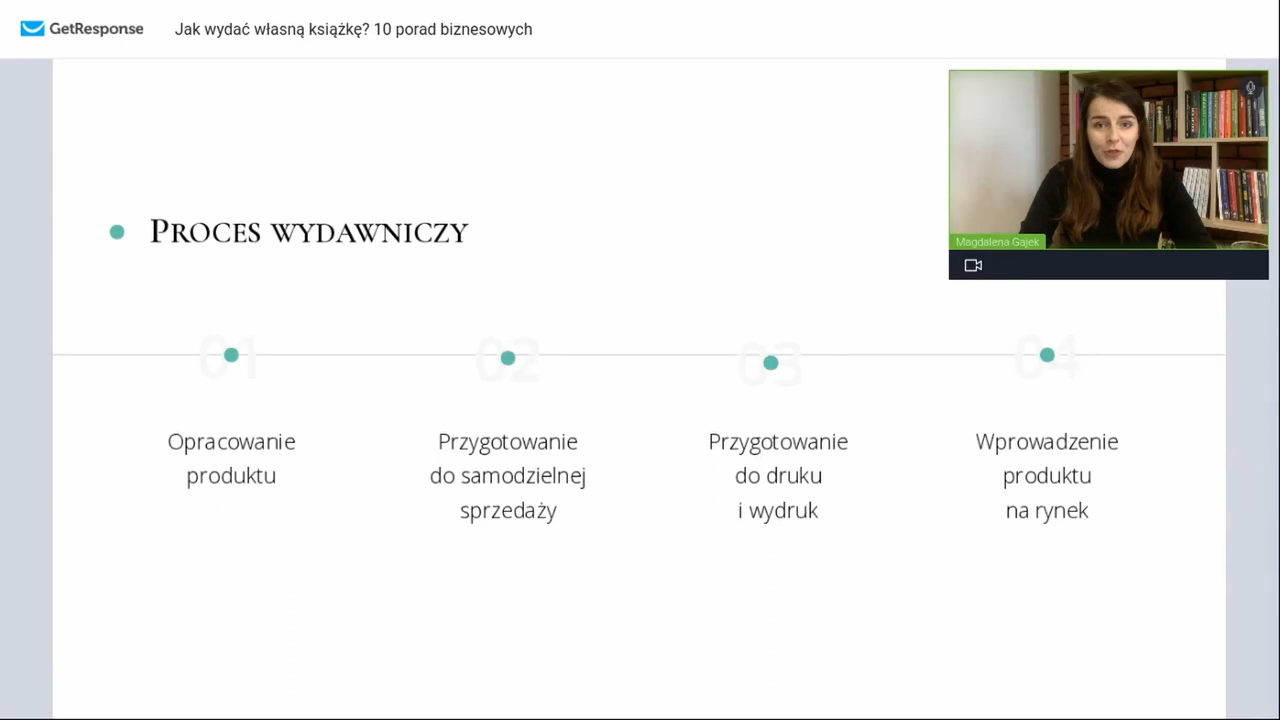 GetResponse
Jak wydać własną książkę? 10 porad biznesowych
Magdalena Gajek
Proces wydawniczy
01
02
03
04
Opracowanie
produktu
Przygotowanie
do samodzielnej
sprzedaży
Przygotowanie
do druku
i wydruk
Wprowadzenie
produktu
na rynek